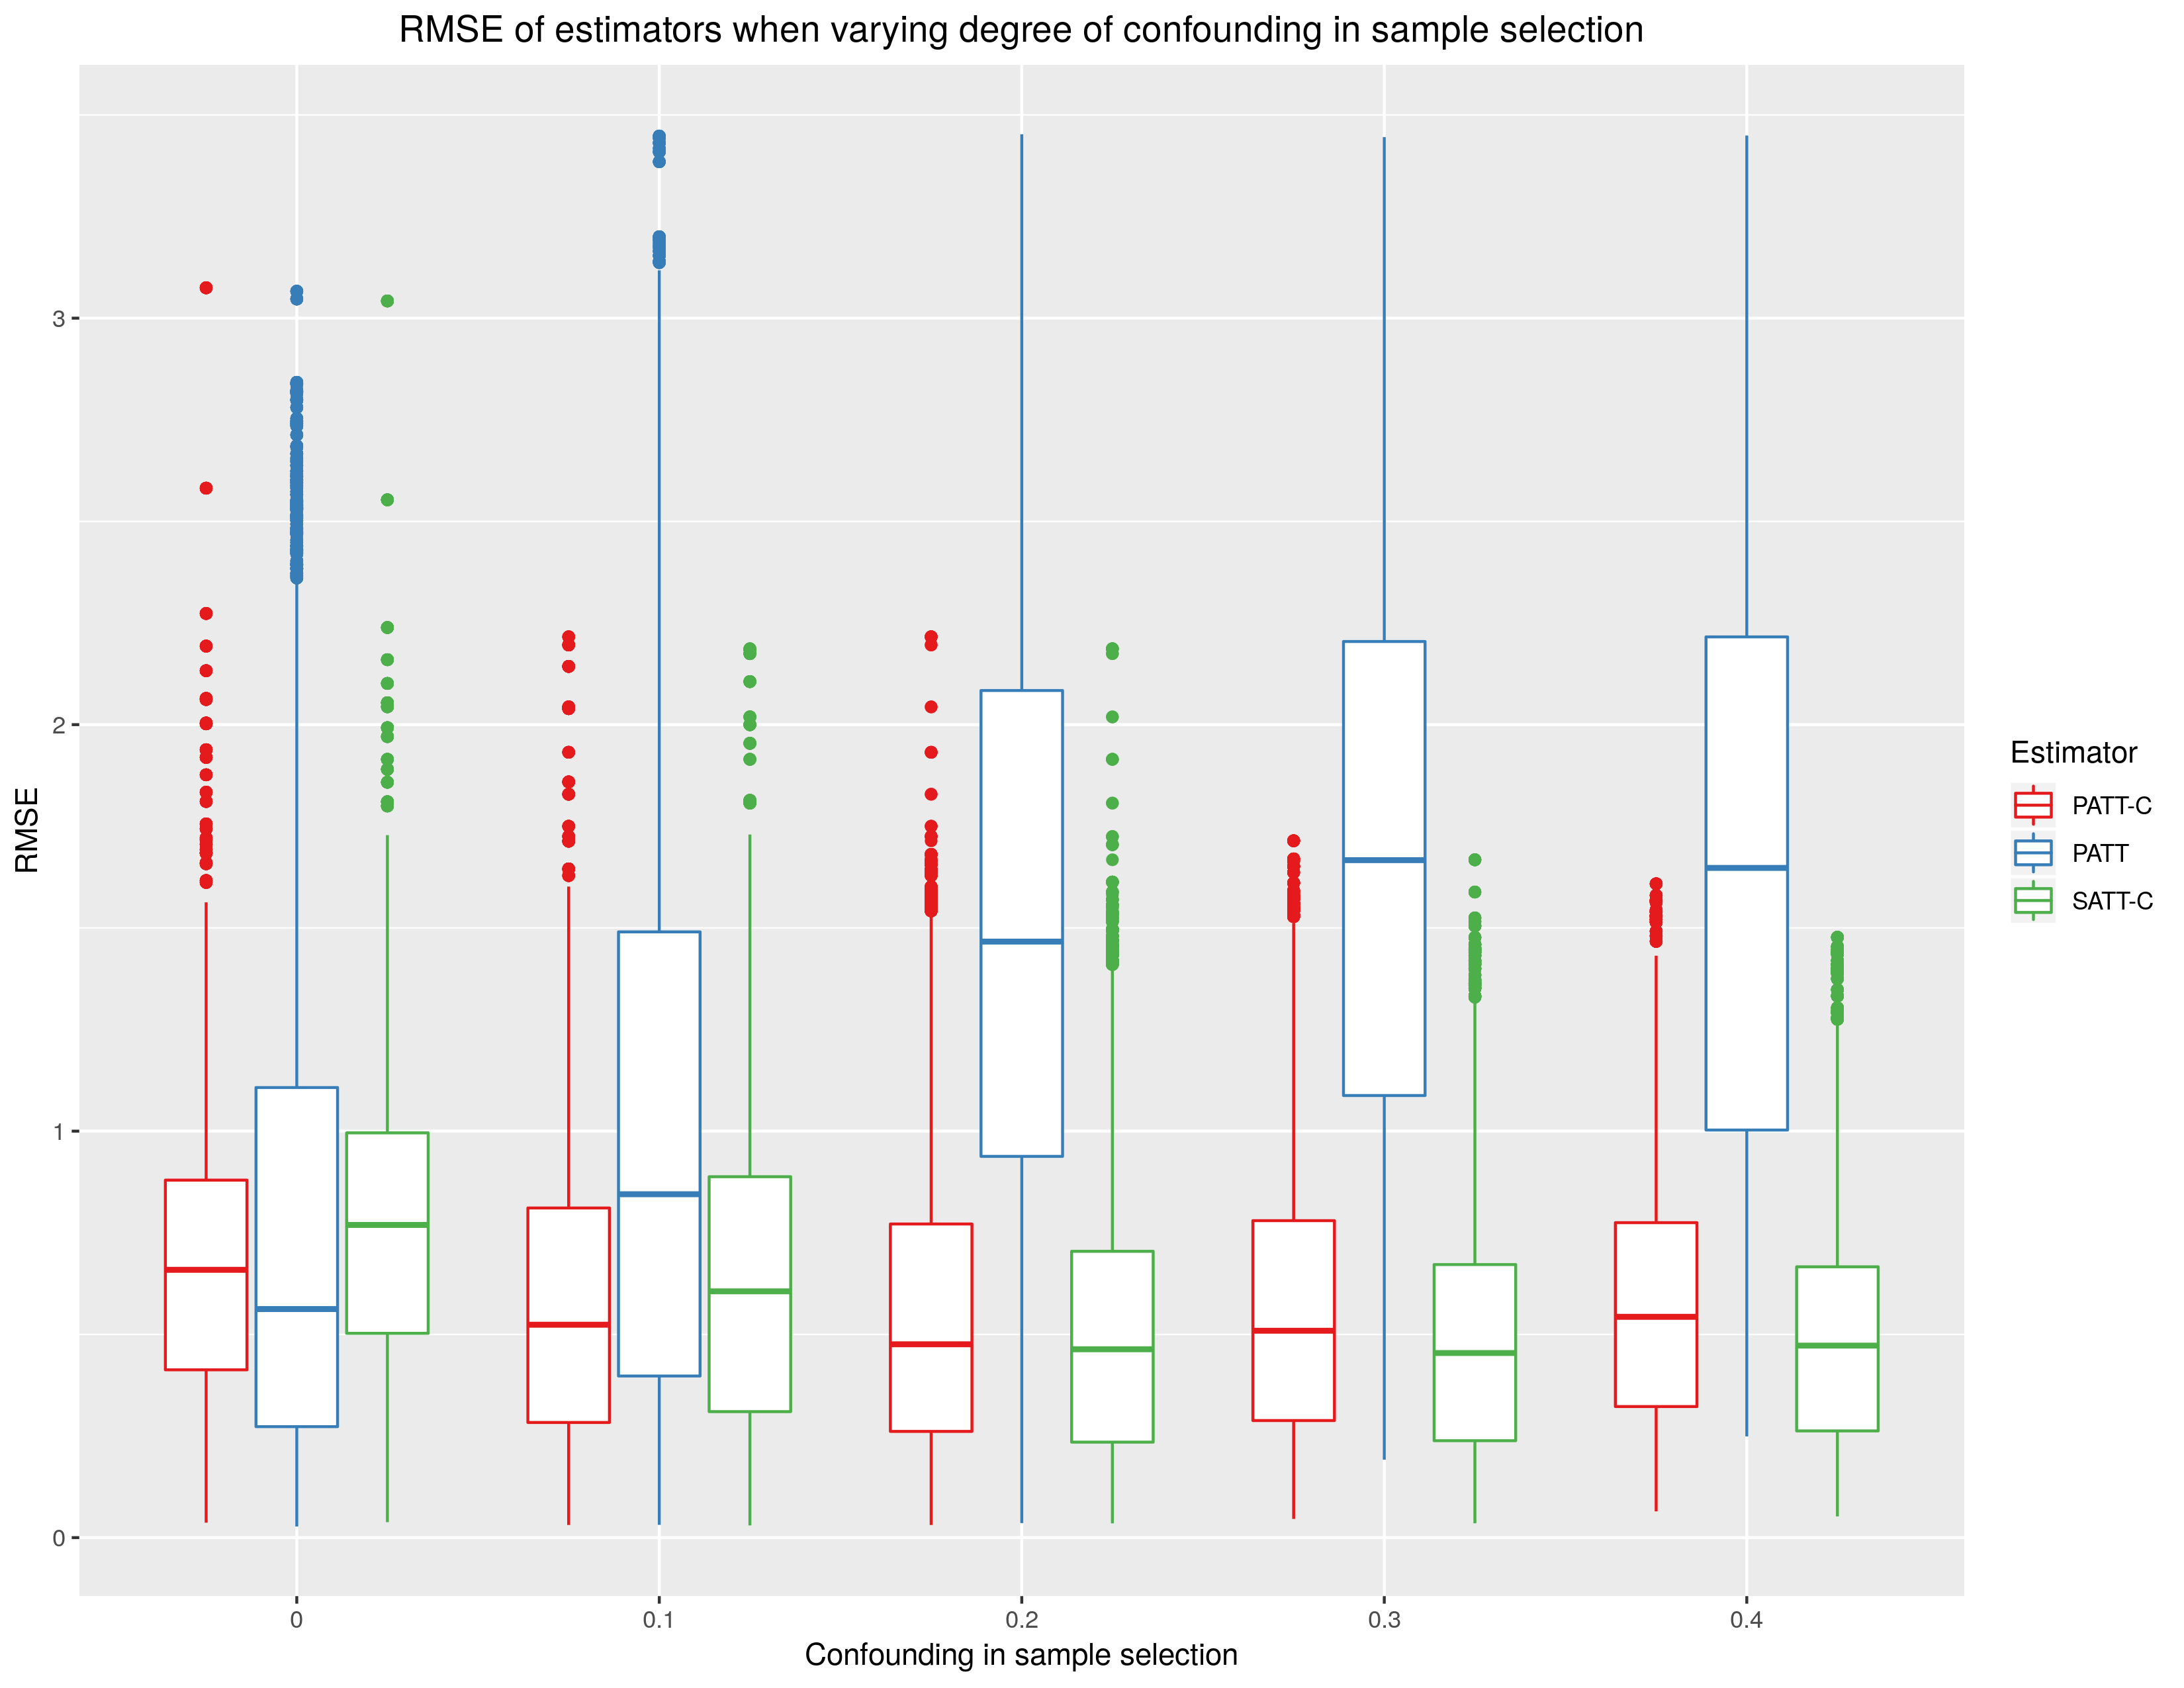 RMSE of estimators when varying degree of confounding in sample selection
RMSE
3
2
1
0
0 0.1 0.2 0.3 0.4
Confounding in sample selection
Estimator
PATT-C
PATT
SATT-C